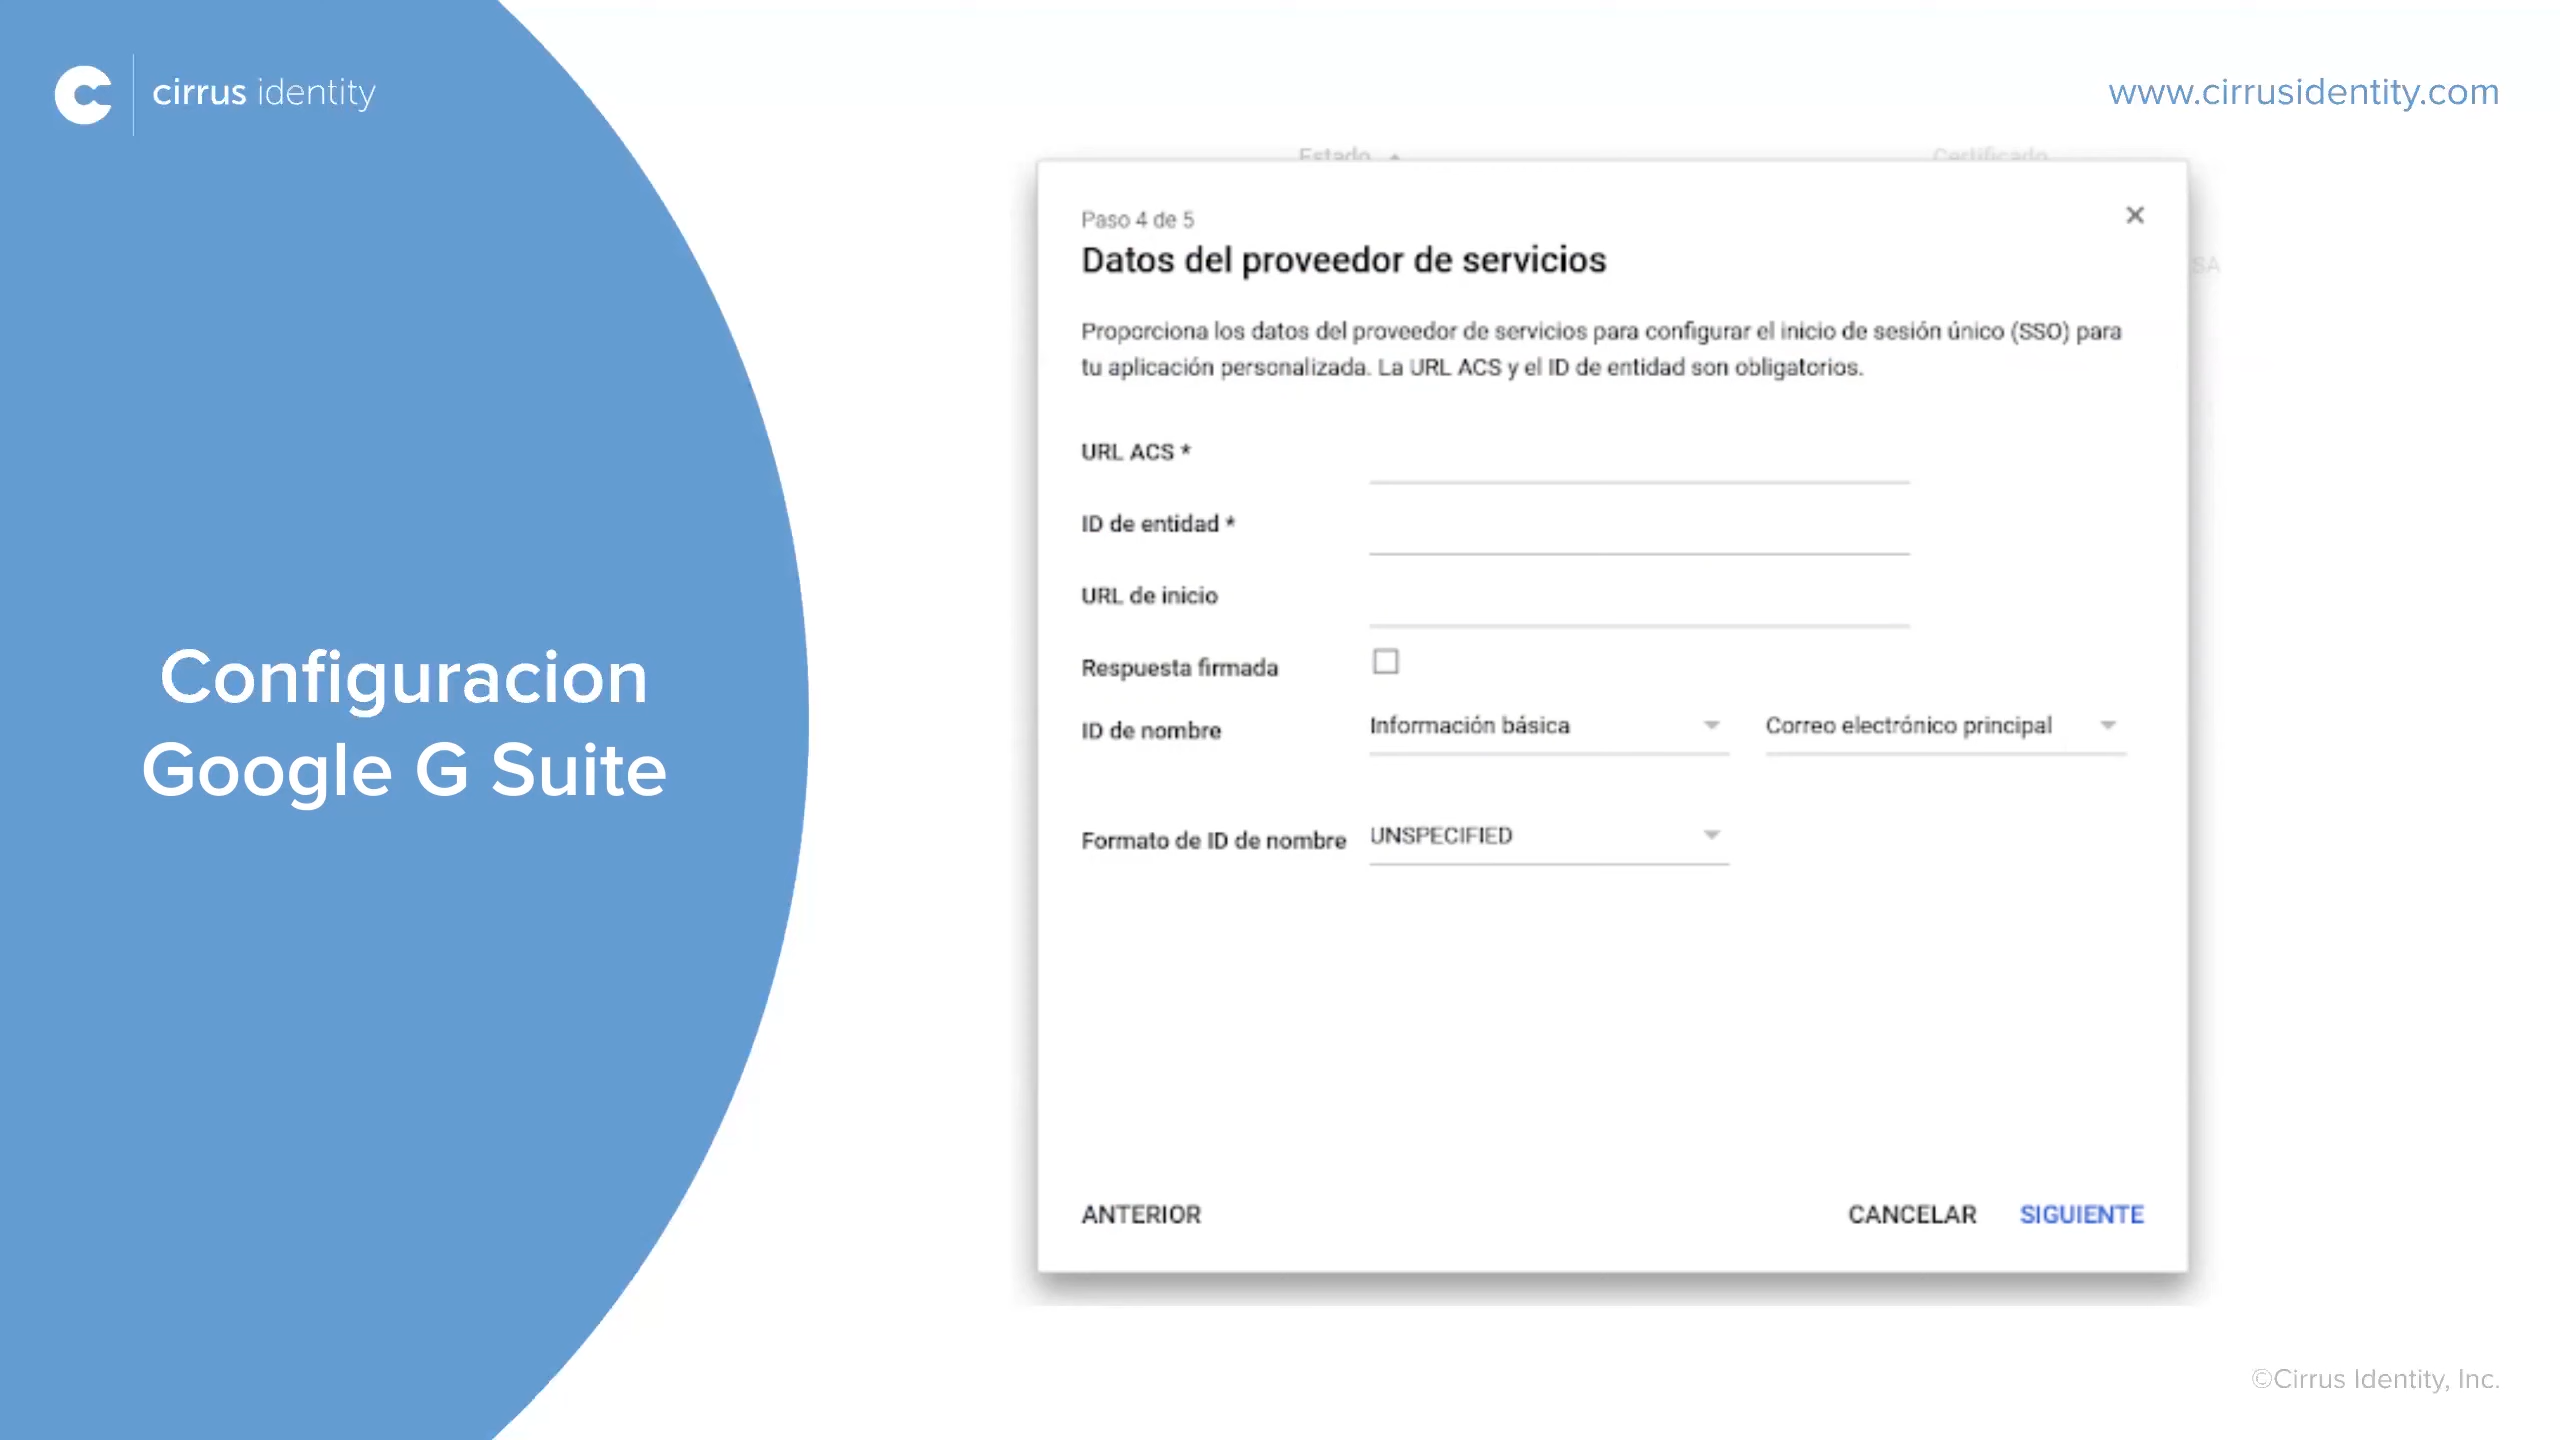 cirrus identity
www.cirrusidentity.com
Estado
Certificado
SA
Paso 4 de 5
Datos del proveedor de servicios
Proporciona los datos del proveedor de servicios para configurar el inicio de sesión único (SSO) para
tu aplicación personalizada. La URL ACS y el ID de entidad son obligatorios.
URL ACS *
ID de entidad *
URL de inicio
Respuesta firmada
ID de nombre Información básica Correo electrónico principal
Formato de ID de nombre UNSPECIFIED
ANTERIOR CANCELAR SIGUIENTE
Configuracion
Google G Suite
©Cirrus Identity, Inc.